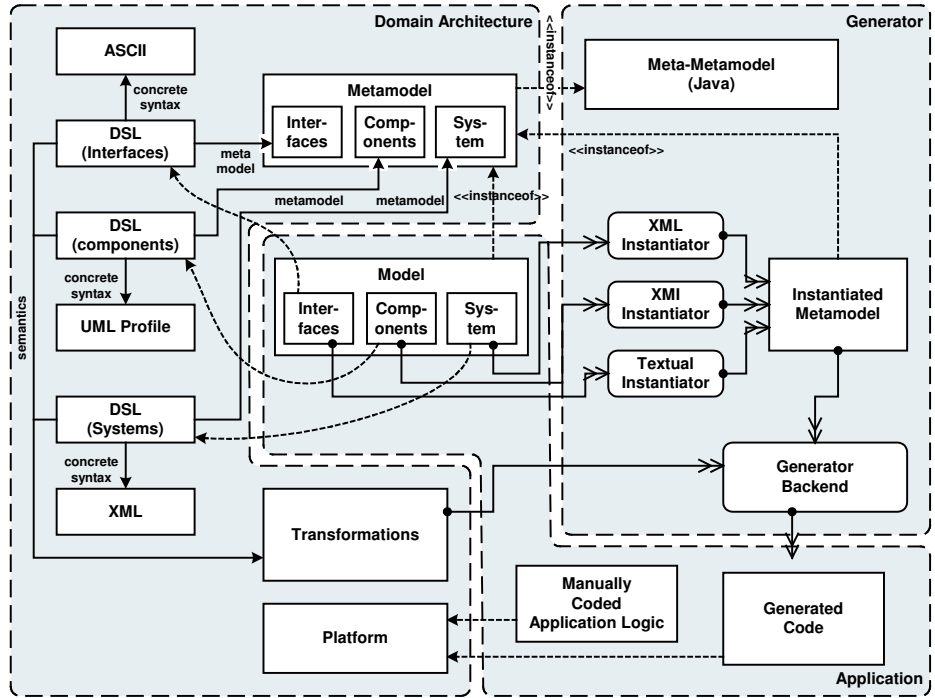 Domain Architecture
Generator
<<instanceof>>
ASCII
concrete
syntax
DSL
(Interfaces)
meta
model
Metamodel
Inter-
faces
Comp-
onents
Sys-
tem
Meta-Metamodel
(Java)
<<instanceof>>
metamodel
metamodel
<<instanceof>>
DSL
(components)
concrete
syntax
UML Profile
semantics
Model
Inter-
faces
Comp-
onents
Sys-
tem
XML
Instantiator
XMI
Instantiator
Textual
Instantiator
Instantiated
Metamodel
DSL
(Systems)
concrete
syntax
XML
Generator
Backend
Transformations
Platform
Manually
Coded
Application Logic
Generated
Code
Application